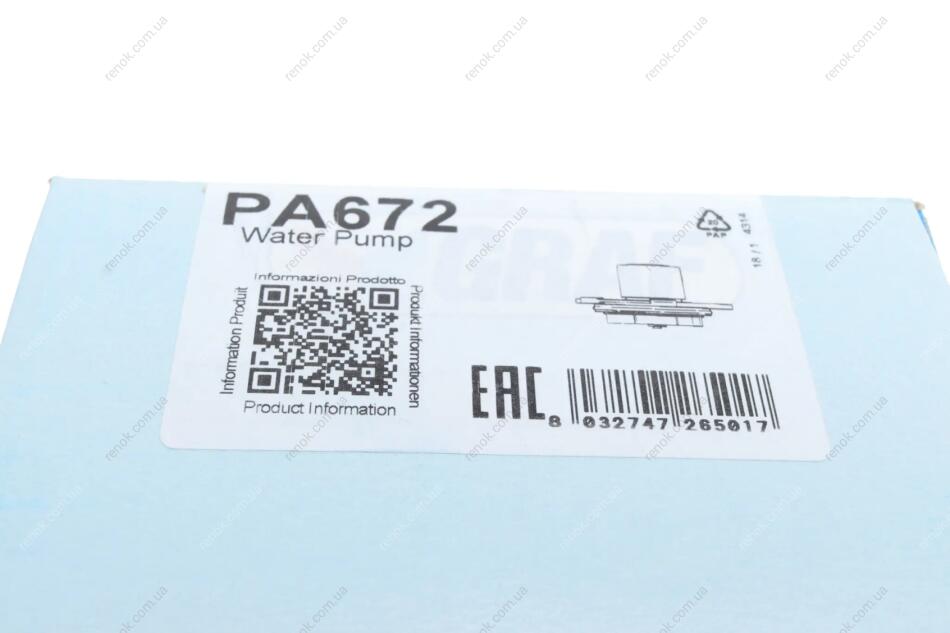 PA672
Water Pump
Informazioni Prodotto
Information Produit
Produkt Informationen
Product Information
20
PAP
18 / 1
4314
GRAF
EAC
8 032747 265017
renok.com.ua